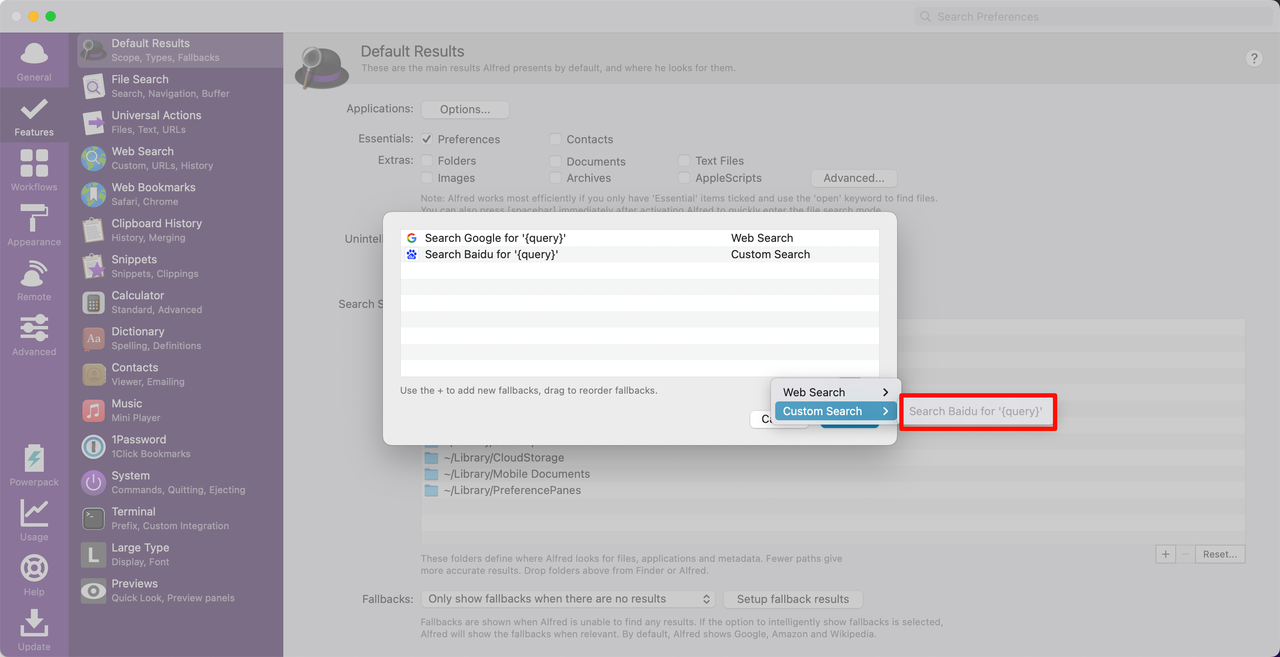 Search Preferences
General
Features
Workflows
Appearance
Remote
Advanced
Powerpack
Usage
Help
Update
Default Results
Scope, Types, Fallbacks
File Search
Search, Navigation, Buffer
Universal Actions
Files, Text, URLs
Web Search
Custom, URLs, History
Web Bookmarks
Safari, Chrome
Clipboard History
History, Merging
Snippets
Snippets, Clippings
Calculator
Standard, Advanced
Aa
Dictionary
Spelling, Definitions
Contacts
Viewer, Emailing
Music
Mini Player
1Password
1Click Bookmarks
System
Commands, Quitting, Ejecting
Terminal
Prefix, Custom Integration
L
Large Type
Display, Font
Previews
Quick Look, Preview panels
Default Results
These are the main results Alfred presents by default, and where he looks for them.
?
Applications: Options...
Essentials: Preferences Contacts
Extras: Folders Documents Text Files
Images Archives AppleScripts Advanced...
Note: Alfred works most efficiently if you only have 'Essential' items ticked and use the 'open' keyword to find files.
You can also press [spacebar] immediately after activating Alfred to quickly enter the file search mode
Search Google for '{query}' Web Search
Search Baidu for '{query}' Custom Search
Use the + to add new fallbacks, drag to reorder fallbacks.
Web Search
Custom Search
Search Baidu for '{query}'
Search
~/Library/CloudStorage
~/Library/Mobile Documents
~/Library/PreferencePanes
These folders define where Alfred looks for files, applications and metadata. Fewer paths give
more accurate results. Drop folders above from Finder or Alfred.
+ − Reset...
Fallbacks: Only show fallbacks when there are no results Setup fallback results
Fallbacks are shown when Alfred is unable to find any results. If the option to intelligently show fallbacks is selected,
Alfred will show the fallbacks when relevant. By default, Alfred shows Google, Amazon and Wikipedia.